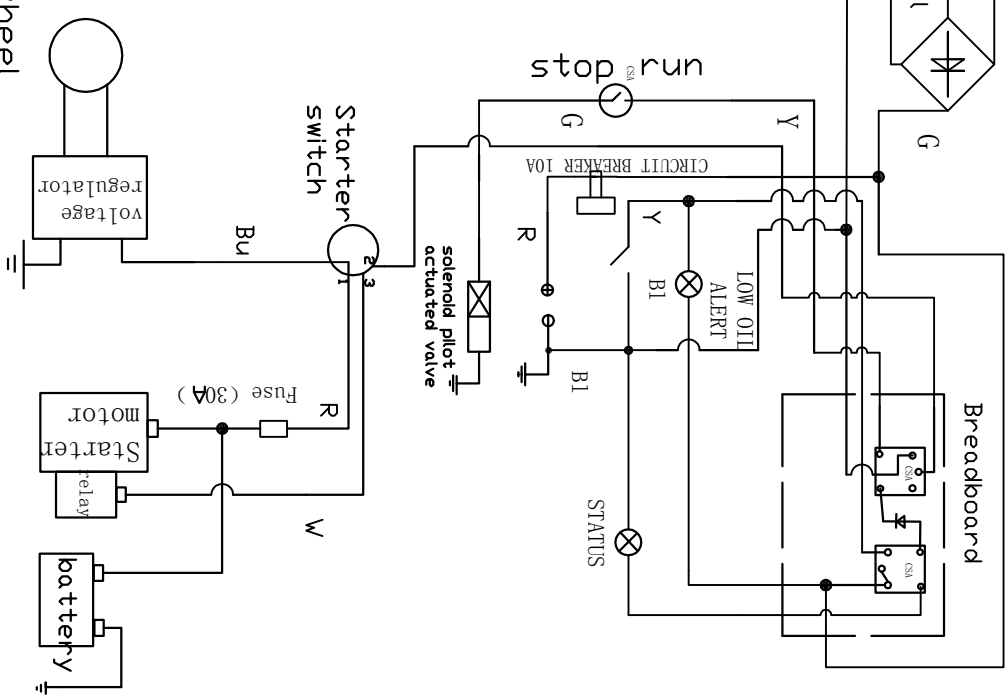 heel
G
stop run
CSA
G
Y
Starter
switch
CIRCUIT BREAKER 10A
voltage
regulator
Bu
2
1
3
solenoid pilot
actuated valve
R
Y
B1
LOW OIL
ALERT
B1
Fuse (30A)
R
Starter
motor
relay
W
battery
STATUS
Breadboard
CSA
CSA